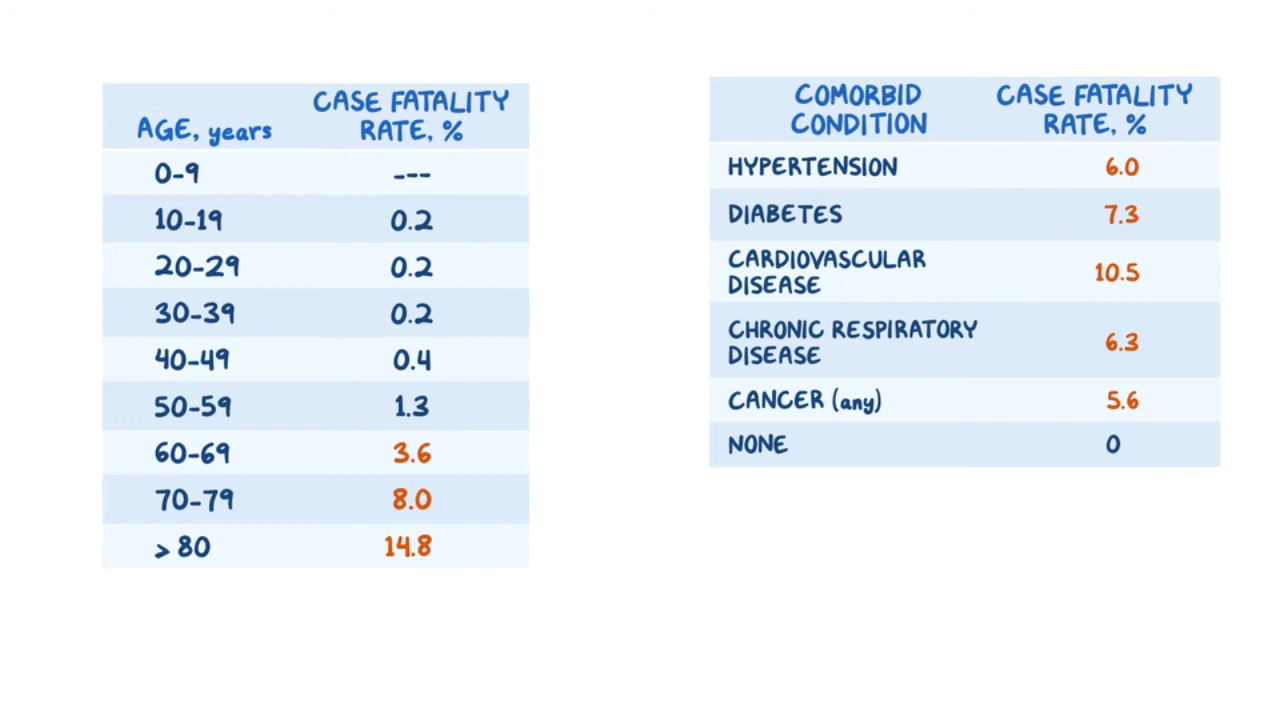 AGE, years CASE FATALITY RATE, %
0-9 ---
10-19 0.2
20-29 0.2
30-39 0.2
40-49 0.4
50-59 1.3
60-69 3.6
70-79 8.0
> 80 14.8
COMORBID CONDITION CASE FATALITY RATE, %
HYPERTENSION 6.0
DIABETES 7.3
CARDIOVASCULAR DISEASE 10.5
CHRONIC RESPIRATORY DISEASE 6.3
CANCER (any) 5.6
NONE 0